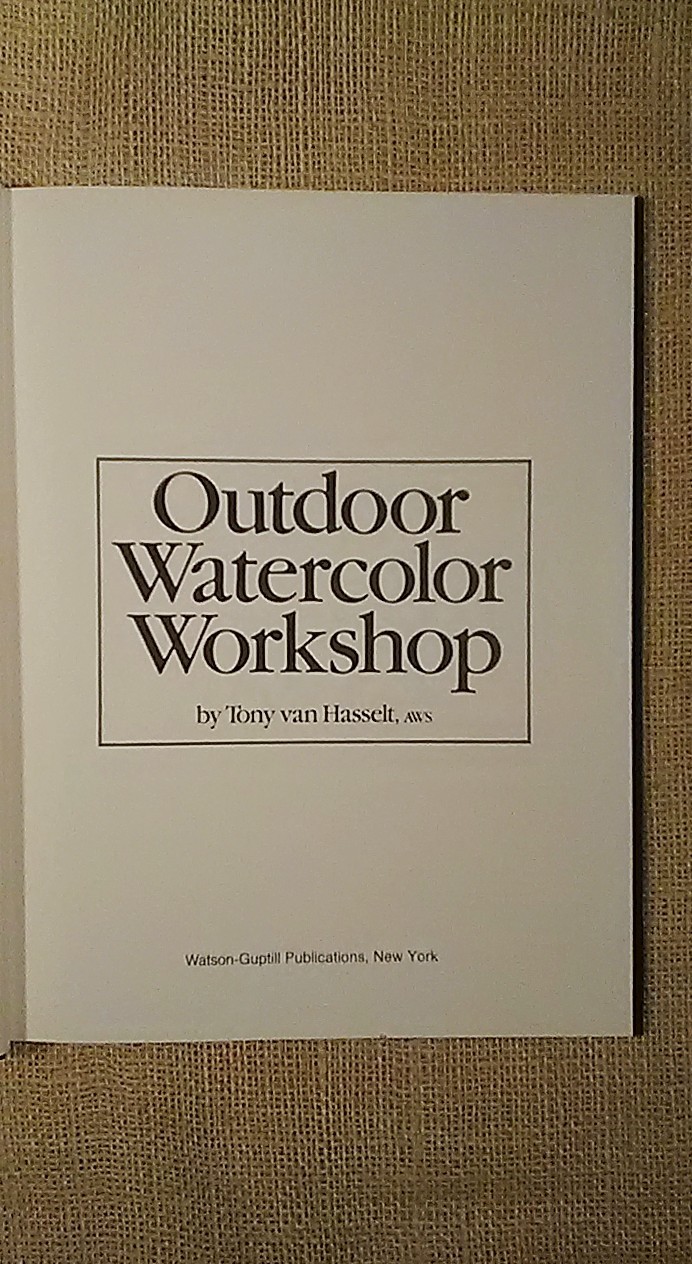 Outdoor
Watercolor
Workshop
by Tony van Hasselt, AWS
Watson-Guptill Publications, New York